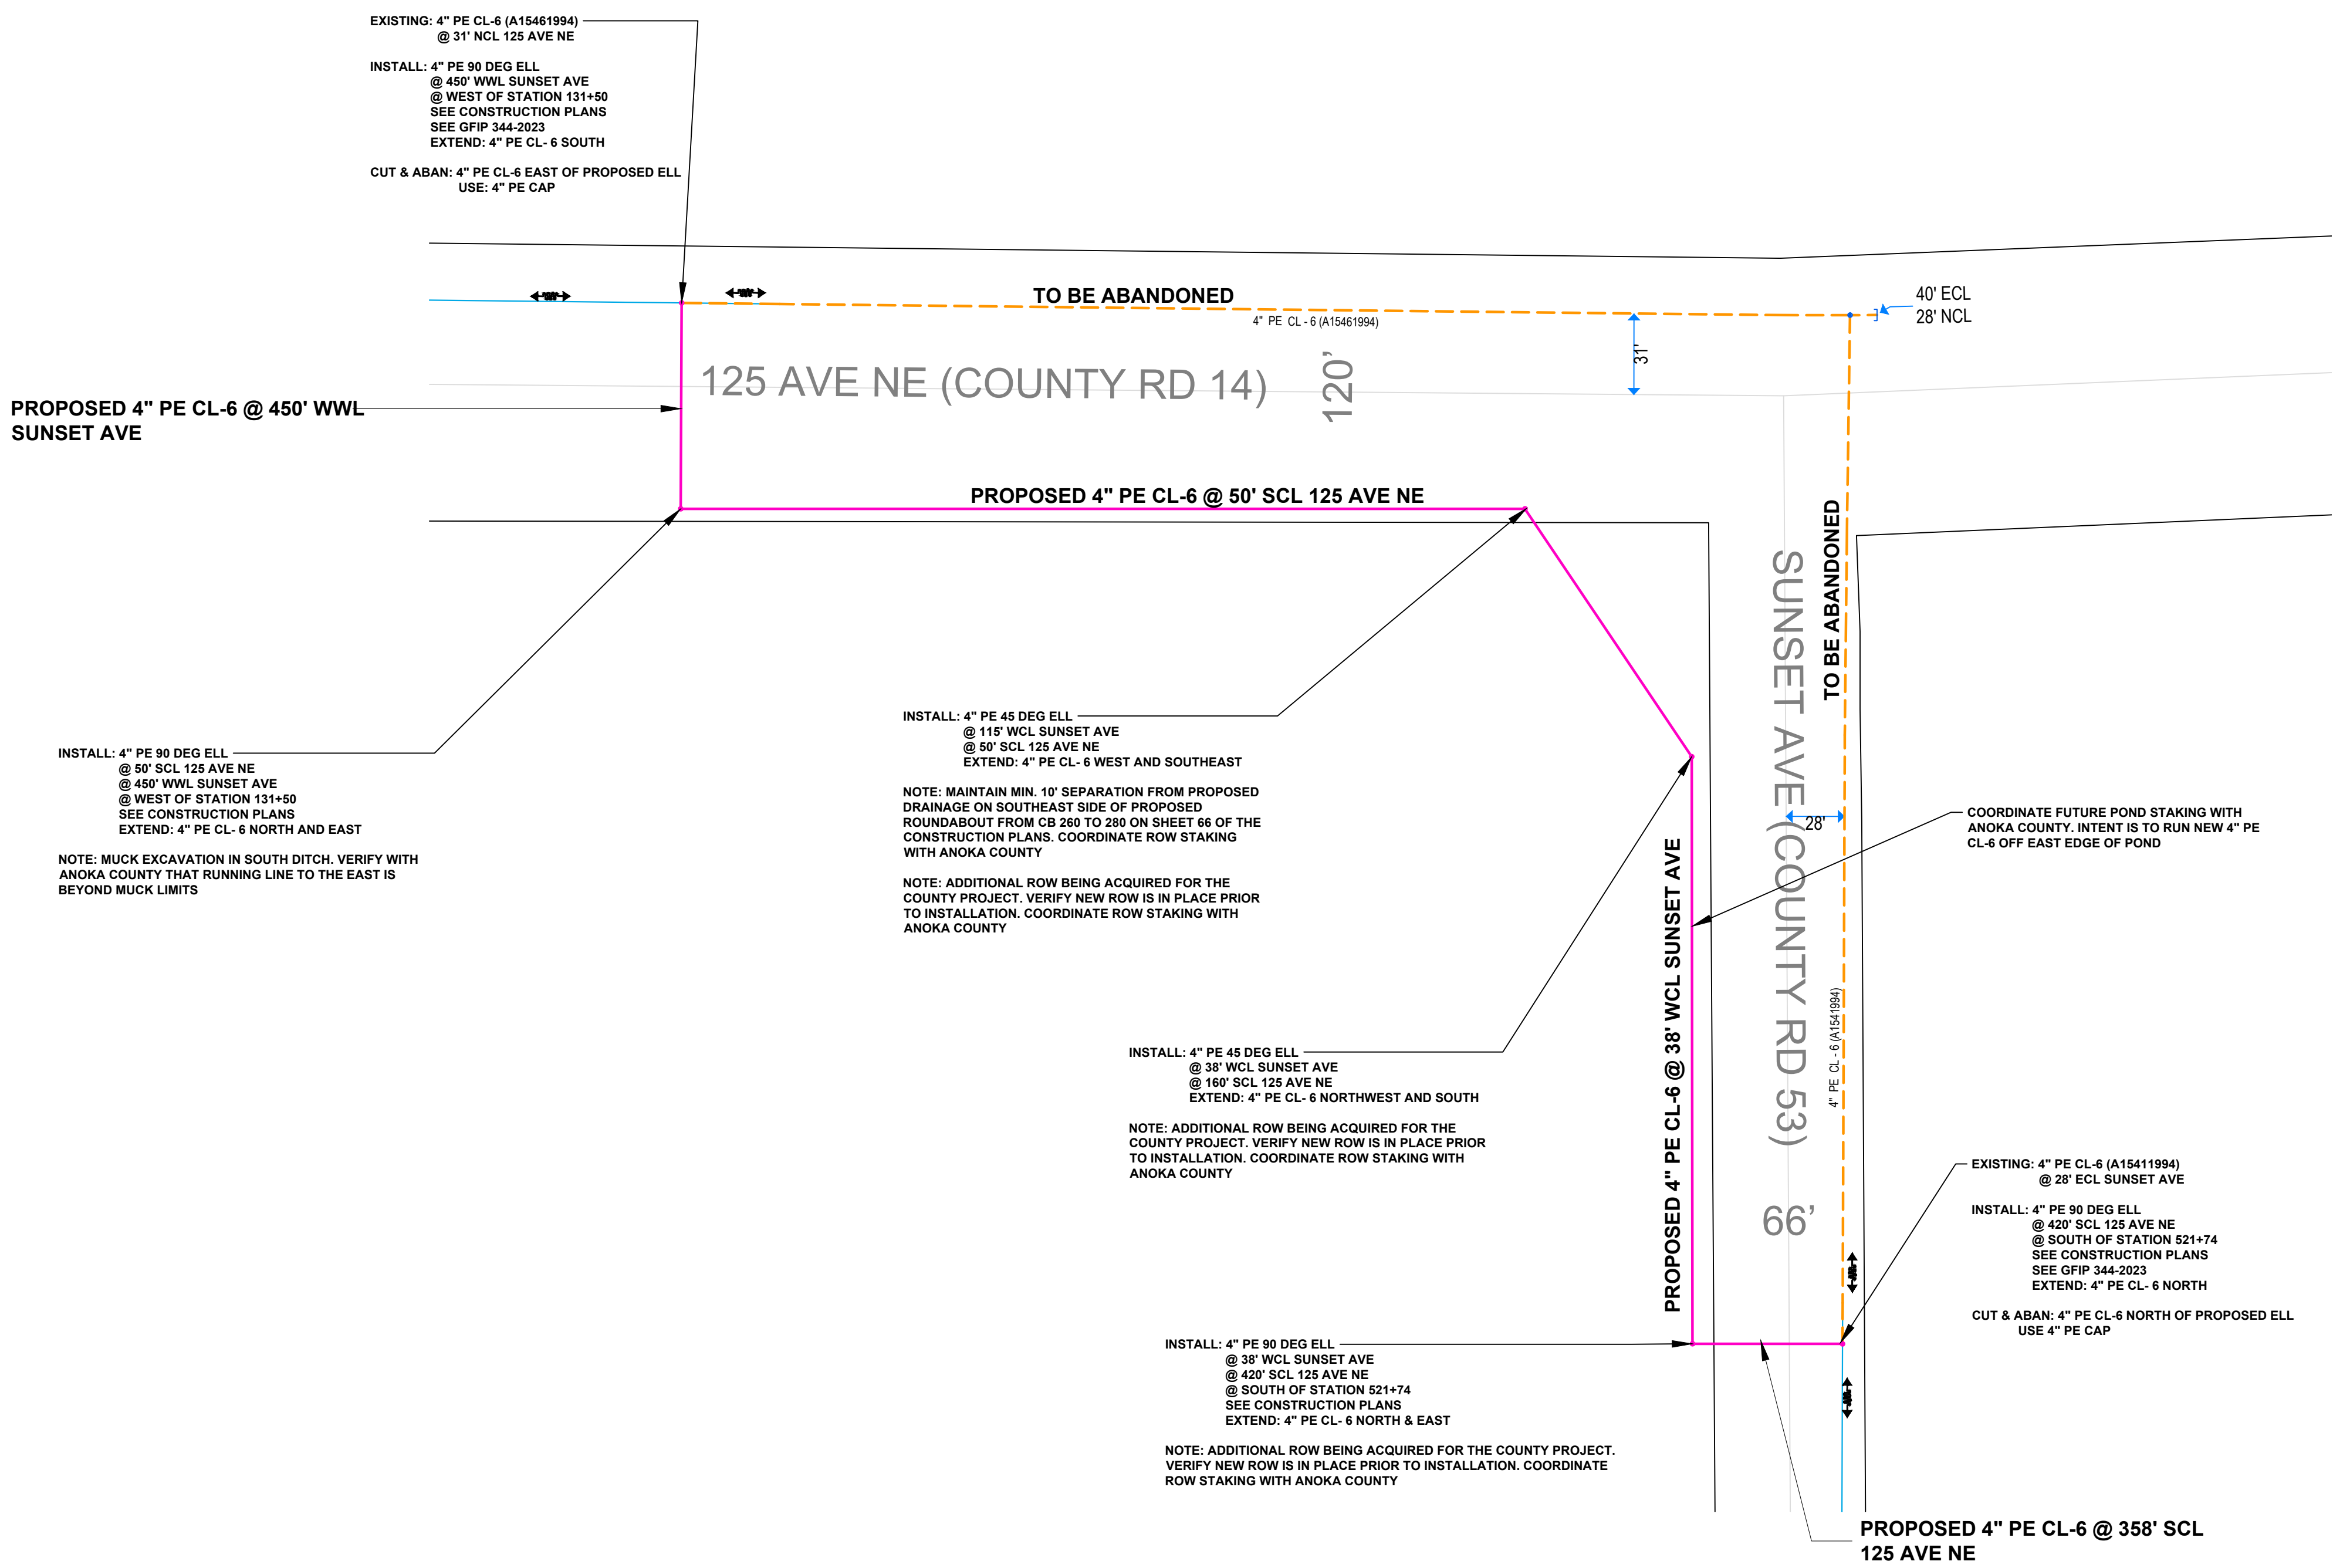 EXISTING: 4" PE CL-6 (A15461994)
@ 31' NCL 125 AVE NE
INSTALL: 4" PE 90 DEG ELL
@ 450' WWL SUNSET AVE
@ WEST OF STATION 131+50
SEE CONSTRUCTION PLANS
SEE GFIP 344-2023
EXTEND: 4" PE CL- 6 SOUTH
CUT & ABAN: 4" PE CL-6 EAST OF PROPOSED ELL
USE: 4" PE CAP
TO BE ABANDONED
4" PE CL - 6 (A15461994)
40' ECL
28' NCL
31'
125 AVE NE (COUNTY RD 14)
120'
PROPOSED 4" PE CL-6 @ 450' WWL
SUNSET AVE
PROPOSED 4" PE CL-6 @ 50' SCL 125 AVE NE
TO BE ABANDONED
SUNSET AVE (COUNTY RD 53)
INSTALL: 4" PE 90 DEG ELL
@ 50' SCL 125 AVE NE
@ 450' WWL SUNSET AVE
@ WEST OF STATION 131+50
SEE CONSTRUCTION PLANS
EXTEND: 4" PE CL- 6 NORTH AND EAST
NOTE: MUCK EXCAVATION IN SOUTH DITCH. VERIFY WITH
ANOKA COUNTY THAT RUNNING LINE TO THE EAST IS
BEYOND MUCK LIMITS
INSTALL: 4" PE 45 DEG ELL
@ 115' WCL SUNSET AVE
@ 50' SCL 125 AVE NE
EXTEND: 4" PE CL- 6 WEST AND SOUTHEAST
NOTE: MAINTAIN MIN. 10' SEPARATION FROM PROPOSED
DRAINAGE ON SOUTHEAST SIDE OF PROPOSED
ROUNDABOUT FROM CB 260 TO 280 ON SHEET 66 OF THE
CONSTRUCTION PLANS. COORDINATE ROW STAKING
WITH ANOKA COUNTY
NOTE: ADDITIONAL ROW BEING ACQUIRED FOR THE
COUNTY PROJECT. VERIFY NEW ROW IS IN PLACE PRIOR
TO INSTALLATION. COORDINATE ROW STAKING WITH
ANOKA COUNTY
28'
COORDINATE FUTURE POND STAKING WITH
ANOKA COUNTY. INTENT IS TO RUN NEW 4" PE
CL-6 OFF EAST EDGE OF POND
PROPOSED 4" PE CL-6 @ 38' WCL SUNSET AVE
4" PE CL - 6 (A1541994)
INSTALL: 4" PE 45 DEG ELL
@ 38' WCL SUNSET AVE
@ 160' SCL 125 AVE NE
EXTEND: 4" PE CL- 6 NORTHWEST AND SOUTH
NOTE: ADDITIONAL ROW BEING ACQUIRED FOR THE
COUNTY PROJECT. VERIFY NEW ROW IS IN PLACE PRIOR
TO INSTALLATION. COORDINATE ROW STAKING WITH
ANOKA COUNTY
66'
EXISTING: 4" PE CL-6 (A15411994)
@ 28' ECL SUNSET AVE
INSTALL: 4" PE 90 DEG ELL
@ 420' SCL 125 AVE NE
@ SOUTH OF STATION 521+74
SEE CONSTRUCTION PLANS
SEE GFIP 344-2023
EXTEND: 4" PE CL- 6 NORTH
CUT & ABAN: 4" PE CL-6 NORTH OF PROPOSED ELL
USE 4" PE CAP
INSTALL: 4" PE 90 DEG ELL
@ 38' WCL SUNSET AVE
@ 420' SCL 125 AVE NE
@ SOUTH OF STATION 521+74
SEE CONSTRUCTION PLANS
EXTEND: 4" PE CL- 6 NORTH & EAST
NOTE: ADDITIONAL ROW BEING ACQUIRED FOR THE COUNTY PROJECT.
VERIFY NEW ROW IS IN PLACE PRIOR TO INSTALLATION. COORDINATE
ROW STAKING WITH ANOKA COUNTY
PROPOSED 4" PE CL-6 @ 358' SCL
125 AVE NE